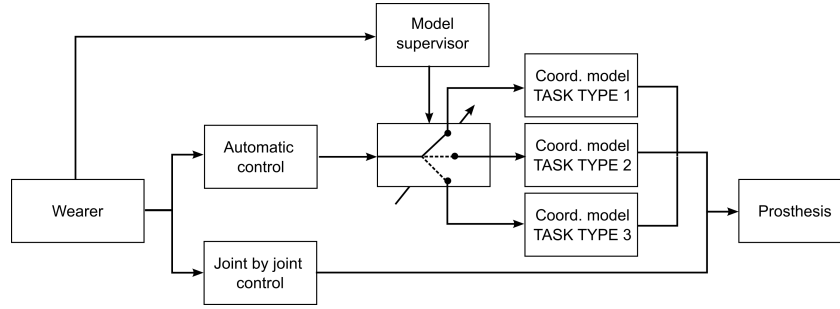 Model
supervisor
Coord. model
TASK TYPE 1
Automatic
control
Coord. model
TASK TYPE 2
Wearer
Coord. model
TASK TYPE 3
Prosthesis
Joint by joint
control